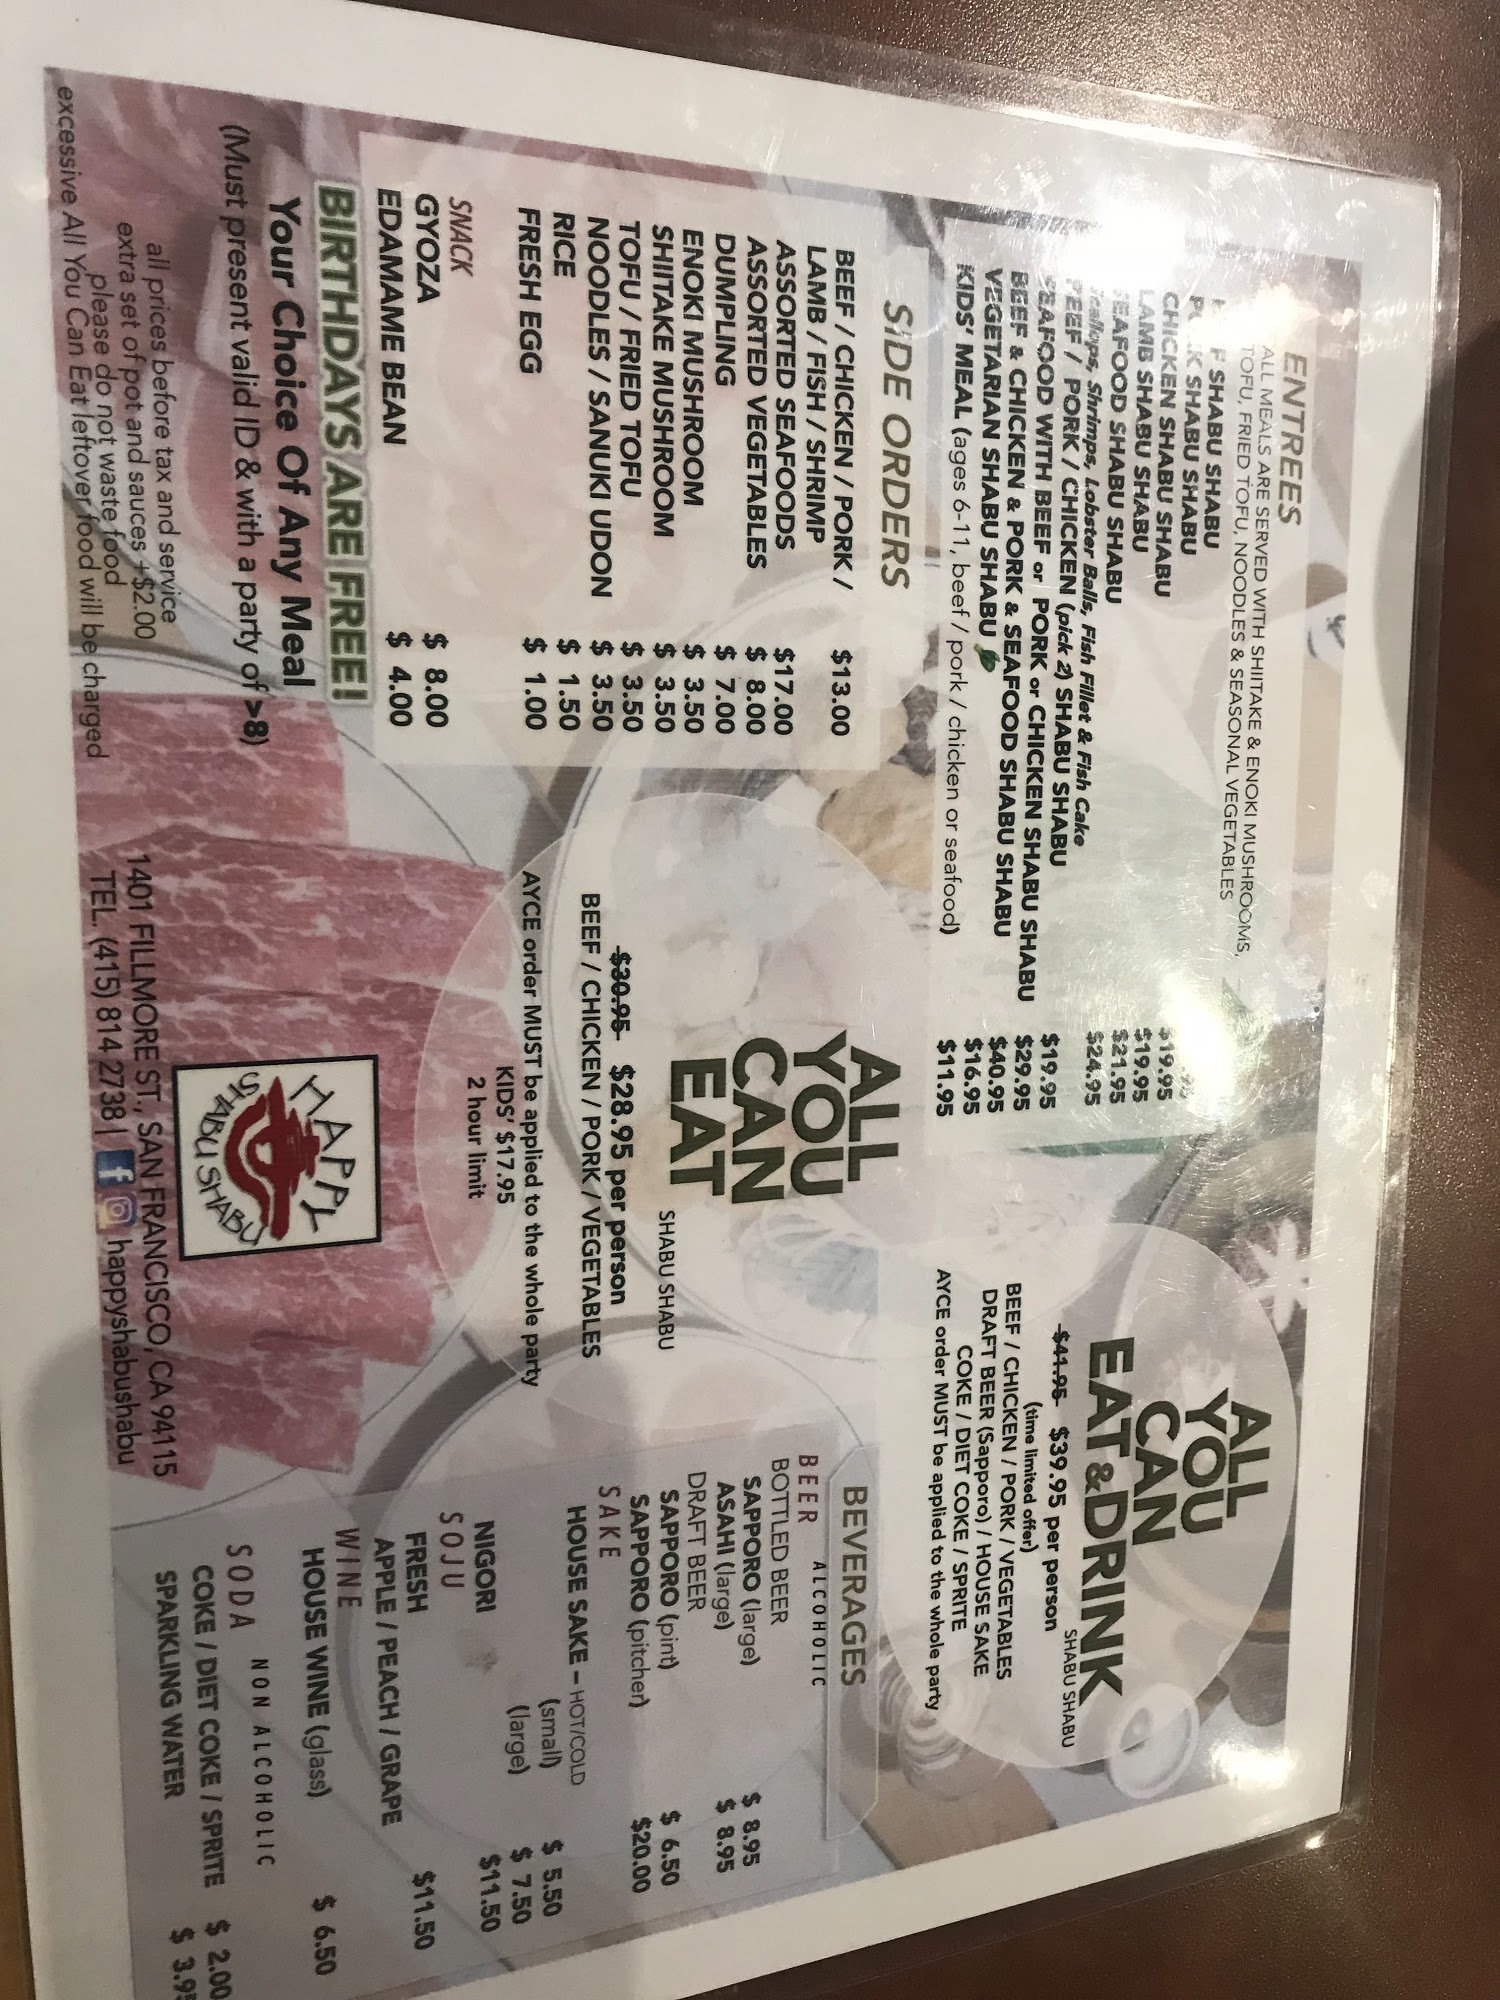 ENTREES
ALL MEALS ARE SERVED WITH SHIITAKE & ENOKI MUSHROOMS,
TOFU, FRIED TOFU, NOODLES & SEASONAL VEGETABLES
SHABU SHABU
SHABU SHABU
CHICKEN SHABU SHABU $19.95
LAMB SHABU SHABU $19.95
SEAFOOD SHABU SHABU $21.95
Scallops, Shrimps, Lobster Balls, Fish Fillet & Fish Cake $24.95
BEEF / PORK / CHICKEN (pick 2) SHABU SHABU
SEAFOOD WITH BEEF or PORK or CHICKEN SHABU SHABU $19.95
BEEF & CHICKEN & PORK & SEAFOOD SHABU SHABU $29.95
VEGETARIAN SHABU SHABU $40.95
KIDS' MEAL (ages 6-11, beef / pork / chicken or seafood) $16.95
$11.95
SIDE ORDERS
BEEF / CHICKEN / PORK /
LAMB / FISH / SHRIMP $13.00
ASSORTED SEAFOODS $17.00
ASSORTED VEGETABLES $ 8.00
DUMPLING $ 7.00
ENOKI MUSHROOM $ 3.50
SHIITAKE MUSHROOM $ 3.50
TOFU / FRIED TOFU $ 3.50
NOODLES / SANUKI UDON $ 3.50
RICE $ 1.50
FRESH EGG $ 1.00
SNACK
GYOZA $ 8.00
EDAMAME BEAN $ 4.00
BIRTHDAYS ARE FREE!
Your Choice Of Any Meal
(Must present valid ID & with a party of >8)
all prices before tax and service
extra set of pot and sauces +$2.00
please do not waste food
excessive All You Can Eat leftover food will be charged
ALL
YOU
CAN
EAT
SHABU SHABU
$30.95 $28.95 per person
BEEF / CHICKEN / PORK / VEGETABLES
AYCE order MUST be applied to the whole party
KIDS' $17.95
2 hour limit
HAPPY
SHABU SHABU
1401 FILLMORE ST., SAN FRANCISCO, CA 94115
TEL. (415) 814 2738 | f happyshabushabu
ALL
YOU
CAN
EAT & DRINK
SHABU SHABU
$41.95 $39.95 per person
(time limited offer)
BEEF / CHICKEN / PORK / VEGETABLES
DRAFT BEER (Sapporo) / HOUSE SAKE
COKE / DIET COKE / SPRITE
AYCE order MUST be applied to the whole party
BEVERAGES
ALCOHOLIC
BEER
BOTTLED BEER
SAPPORO (large) $ 8.95
ASAHI (large) $ 8.95
DRAFT BEER
SAPPORO (pint) $ 6.50
SAPPORO (pitcher) $20.00
SAKE
HOUSE SAKE – HOT/COLD
(small) $ 5.50
(large) $ 7.50
NIGORI $11.50
SOJU
FRESH
APPLE / PEACH / GRAPE $11.50
WINE
HOUSE WINE (glass) $ 6.50
NON ALCOHOLIC
SODA
COKE / DIET COKE / SPRITE $ 2.00
SPARKLING WATER $ 3.95